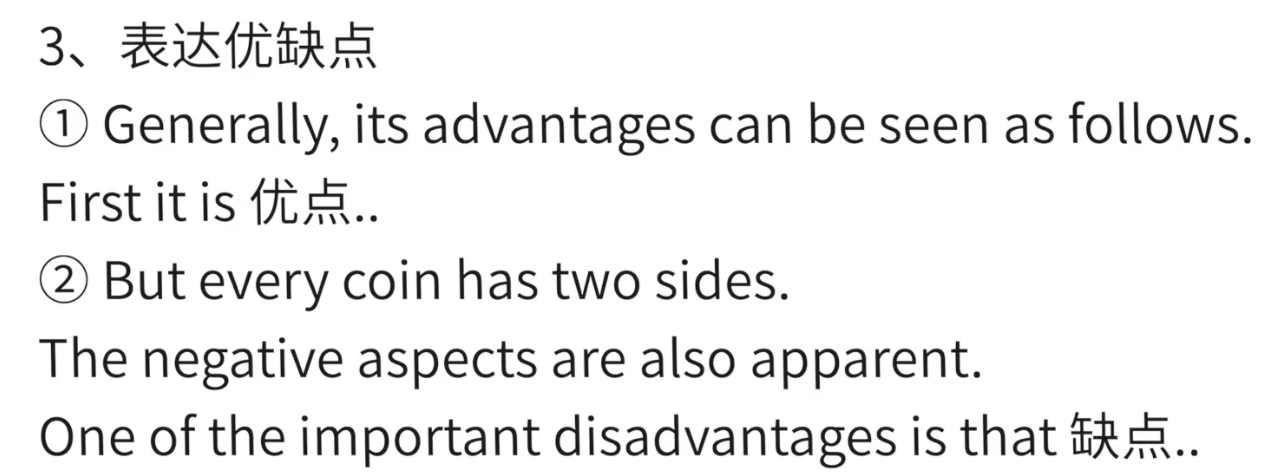 3、表达优缺点
① Generally, its advantages can be seen as follows.
First it is 优点..
② But every coin has two sides.
The negative aspects are also apparent.
One of the important disadvantages is that 缺点..